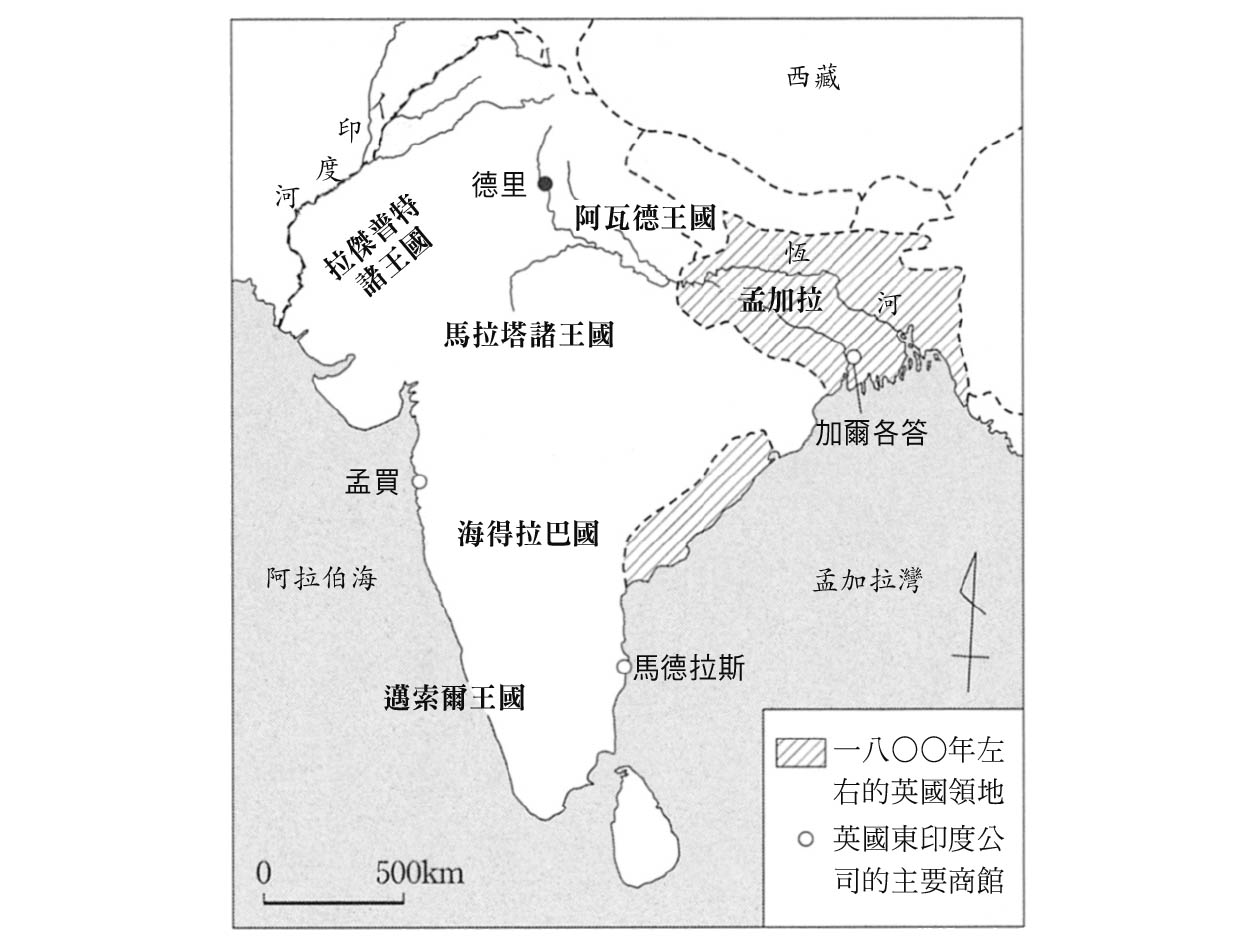 西藏
印度河
德里
阿瓦德王國
拉傑普特
諸王國
恆河
孟加拉
馬拉塔諸王國
加爾各答
孟買
海得拉巴國
阿拉伯海
孟加拉灣
馬德拉斯
邁索爾王國
一八〇〇年左
右的英國領地
英國東印度公
司的主要商館
0 500km